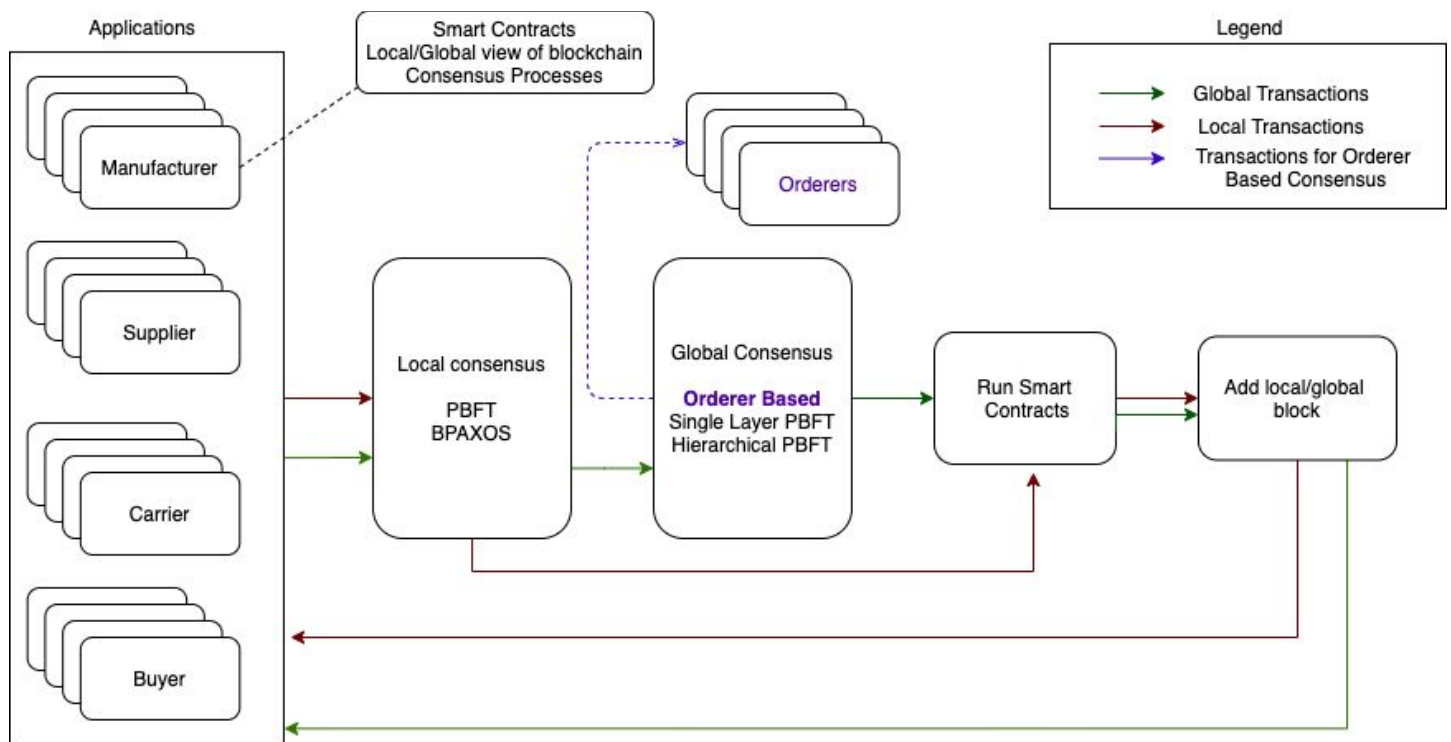 Applications
Smart Contracts
Local/Global view of blockchain
Consensus Processes
Legend
Global Transactions
Local Transactions
Transactions for Orderer
Based Consensus
Manufacturer
Orderers
Supplier
Local consensus
PBFT
BPAXOS
Global Consensus
Orderer Based
Single Layer PBFT
Hierarchical PBFT
Run Smart
Contracts
Add local/global
block
Carrier
Buyer